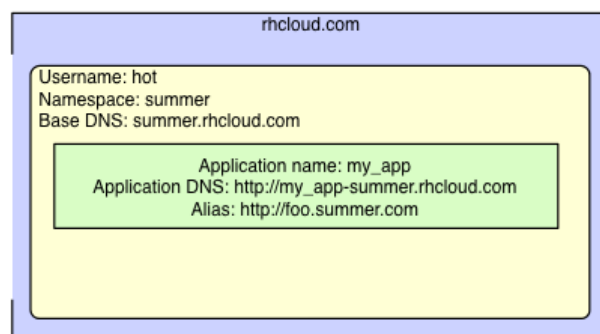 rhcloud.com
Username: hot
Namespace: summer
Base DNS: summer.rhcloud.com
Application name: my_app
Application DNS: http://my_app-summer.rhcloud.com
Alias: http://foo.summer.com